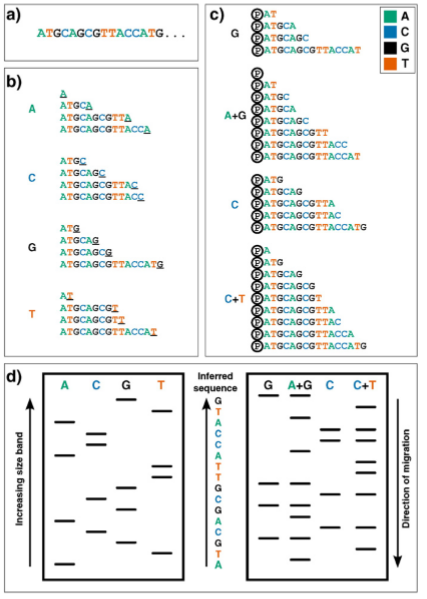 a)
ATGCAGCGTTACCATG...
b)
A
A
ATGCA
ATGCAGCGTTA
ATGCAGCGTTACCA
C
ATGC
ATGCAGC
ATGCAGCGTTAC
ATGCAGCGTTACC
G
ATG
ATGCAG
ATGCAGCG
ATGCAGCGTTACCATG
T
AT
ATGCAGCGT
ATGCAGCGTT
ATGCAGCGTTACCAT
c)
A
C
G
T
G
P AT
P ATGCA
P ATGCAGC
P ATGCAGCGTTACCAT
A+G
P
P AT
P ATGC
P ATGCA
P ATGCAGC
P ATGCAGCGTT
P ATGCAGCGTTACC
P ATGCAGCGTTACCAT
C
P ATG
P ATGCAG
P ATGCAGCGTTA
P ATGCAGCGTTAC
P ATGCAGCGTTACCATG
C+T
P A
P ATG
P ATGCAG
P ATGCAGCG
P ATGCAGCGT
P ATGCAGCGTTA
P ATGCAGCGTTAC
P ATGCAGCGTTACCA
P ATGCAGCGTTACCATG
d)
Increasing size band
A C G T
Inferred
sequence
G
T
A
C
C
A
T
T
G
C
G
A
C
G
T
A
G A+G C C+T
Direction of migration